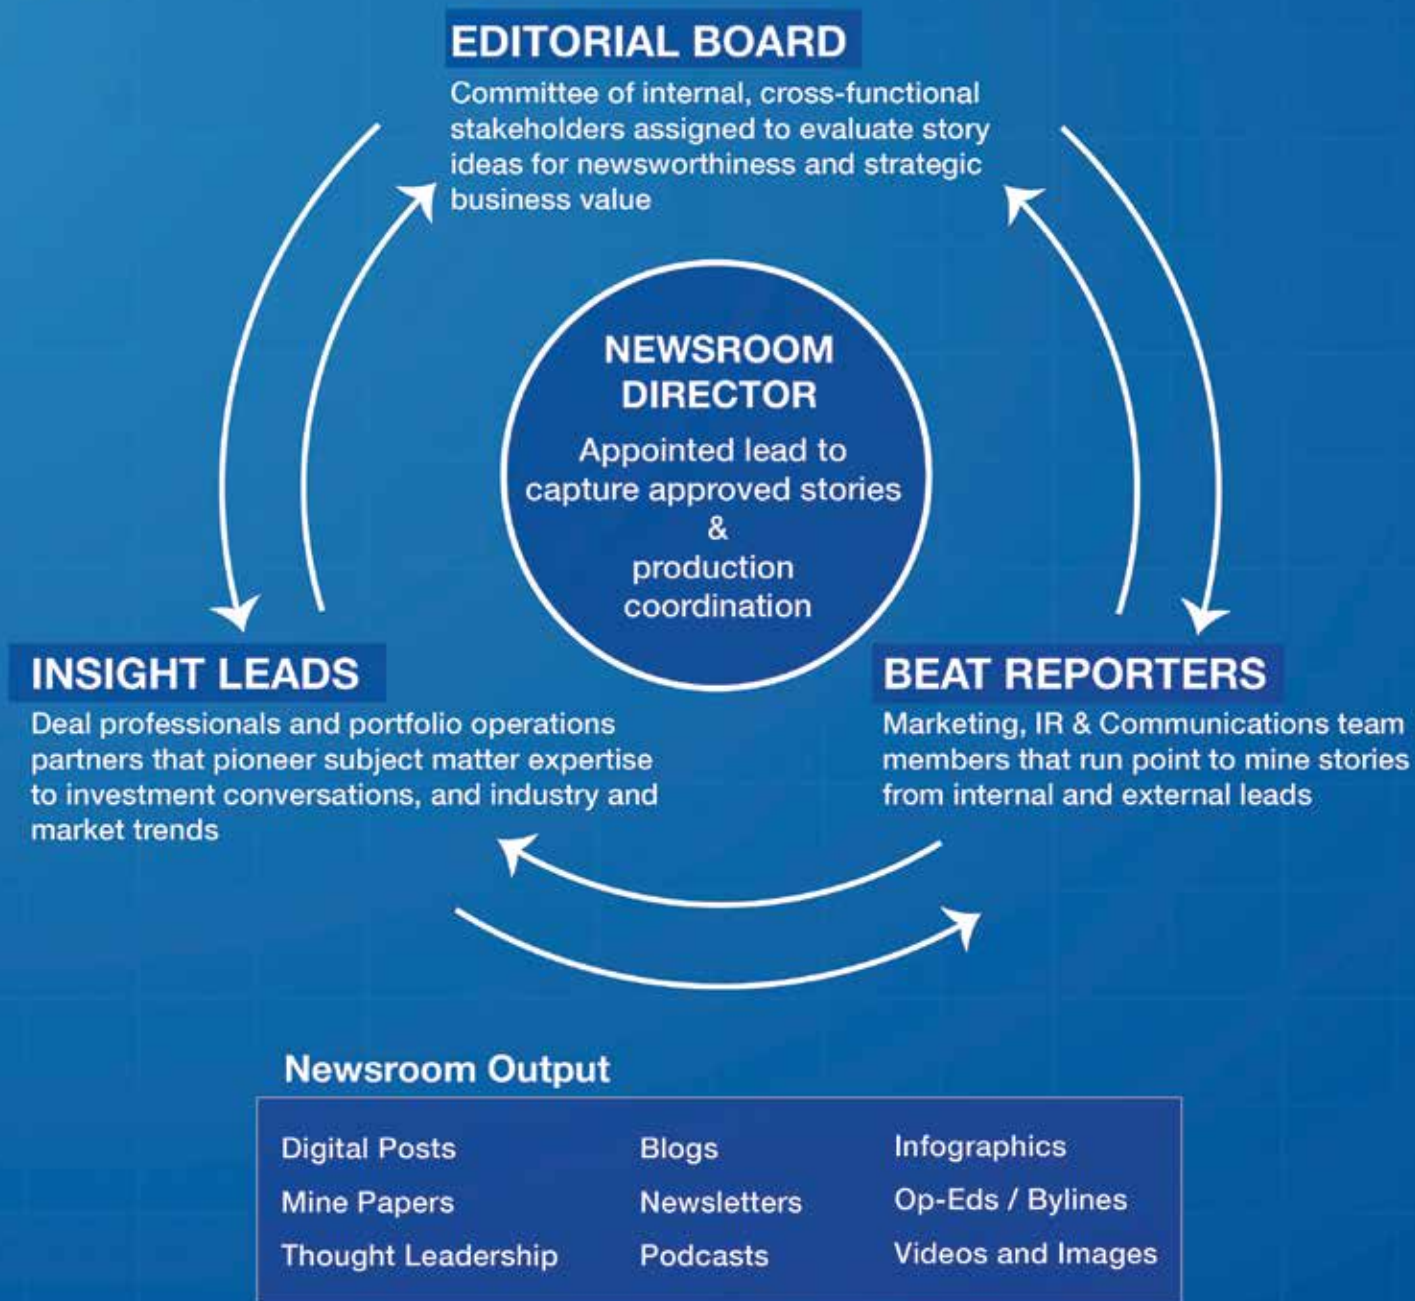 EDITORIAL BOARD
Committee of internal, cross-functional
stakeholders assigned to evaluate story
ideas for newsworthiness and strategic
business value
NEWSROOM
DIRECTOR
Appointed lead to
capture approved stories
&
production
coordination
INSIGHT LEADS
Deal professionals and portfolio operations
partners that pioneer subject matter expertise
to investment conversations, and industry and
market trends
BEAT REPORTERS
Marketing, IR & Communications team
members that run point to mine stories
from internal and external leads
Newsroom Output
Digital Posts
Mine Papers
Thought Leadership
Blogs
Newsletters
Podcasts
Infographics
Op-Eds / Bylines
Videos and Images